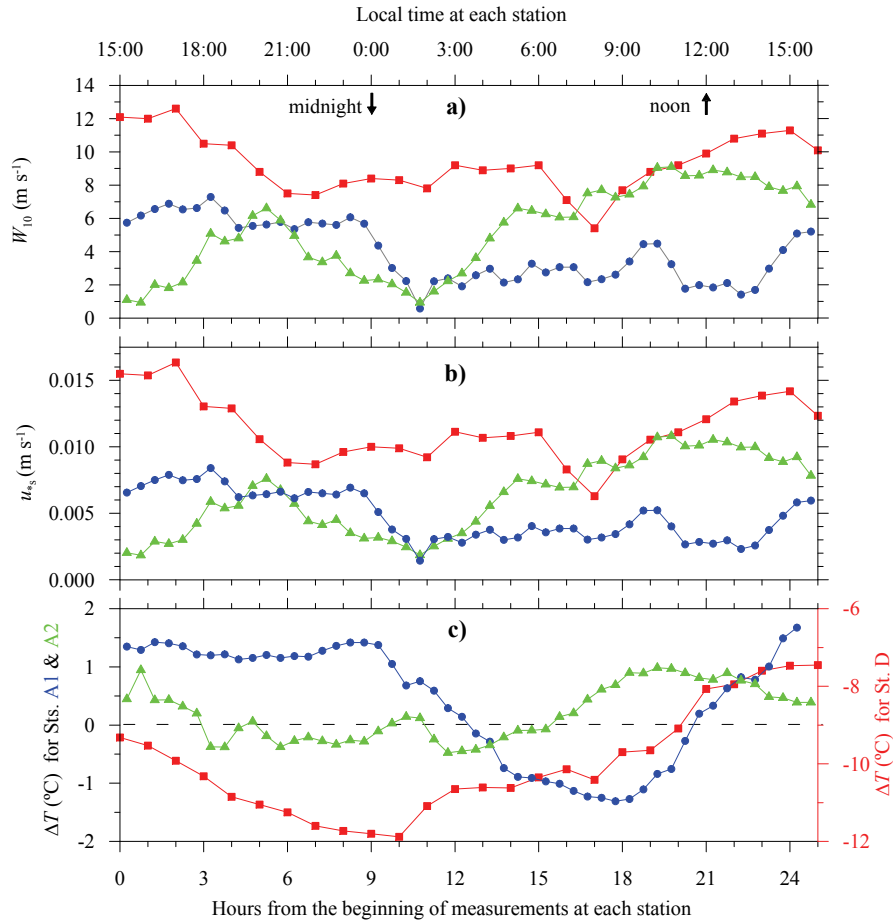 Local time at each station
15:00 18:00 21:00 0:00 3:00 6:00 9:00 12:00 15:00
14
12
10
8
6
4
2
0
W10 (m s-1)
midnight
a)
noon
0.015
0.010
0.005
0.000
u*s (m s-1)
b)
2
1
0
-1
-2
ΔT (ºC) for Sts. A1 & A2
c)
-6
-8
-10
-12
ΔT (ºC) for St. D
0 3 6 9 12 15 18 21 24
Hours from the beginning of measurements at each station